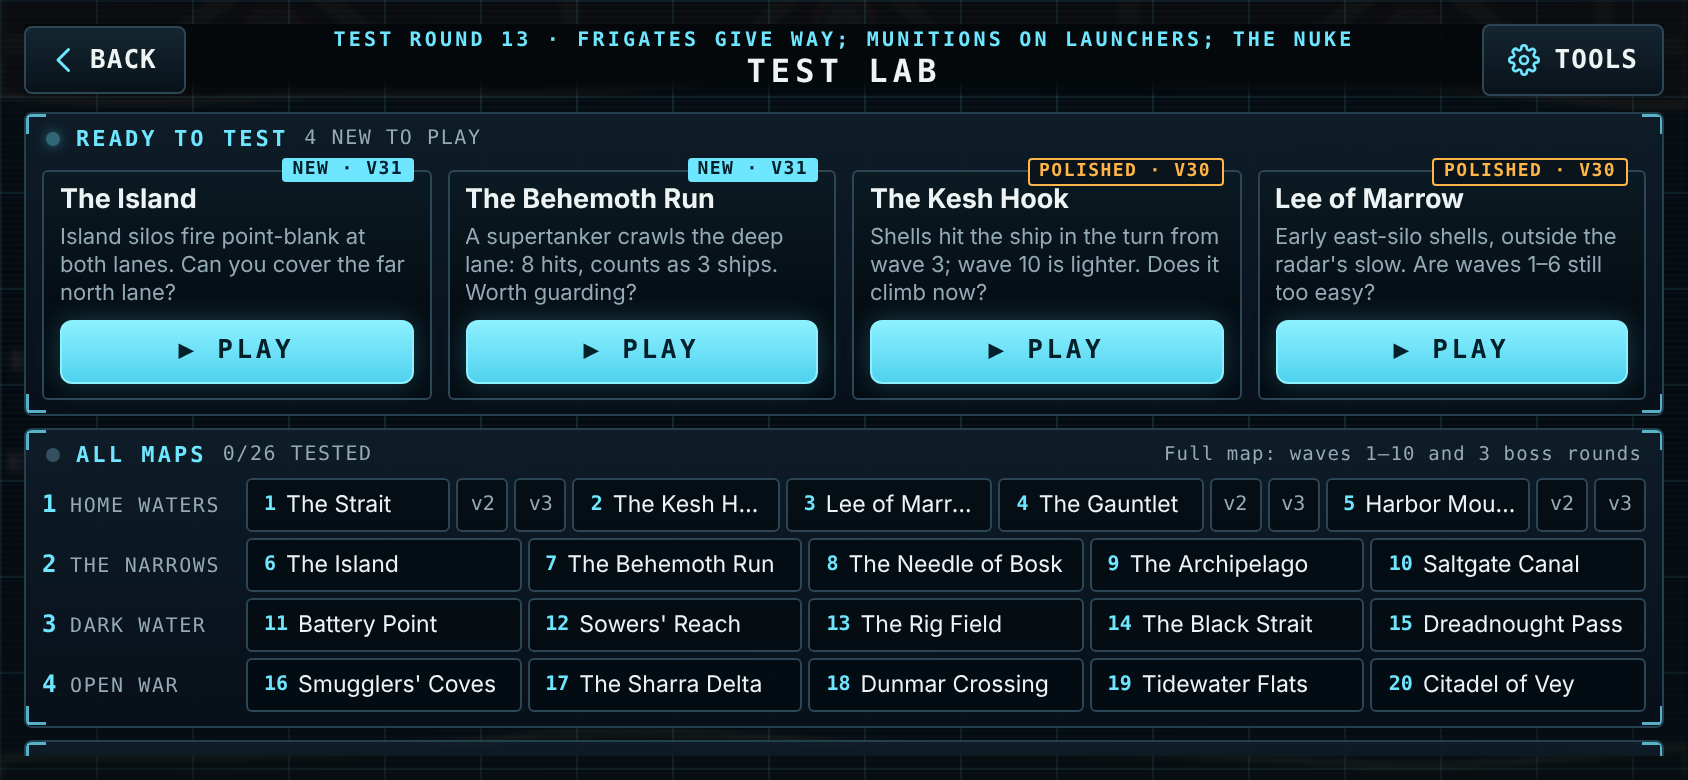 BACK
TEST ROUND 13 · FRIGATES GIVE WAY; MUNITIONS ON LAUNCHERS; THE NUKE
TEST LAB
TOOLS
READY TO TEST 4 NEW TO PLAY
NEW · V31
The Island
Island silos fire point-blank at
both lanes. Can you cover the far
north lane?
▶ PLAY
NEW · V31
The Behemoth Run
A supertanker crawls the deep
lane: 8 hits, counts as 3 ships.
Worth guarding?
▶ PLAY
POLISHED · V30
The Kesh Hook
Shells hit the ship in the turn from
wave 3; wave 10 is lighter. Does it
climb now?
▶ PLAY
POLISHED · V30
Lee of Marrow
Early east-silo shells, outside the
radar's slow. Are waves 1–6 still
too easy?
▶ PLAY
ALL MAPS 0/26 TESTED
Full map: waves 1–10 and 3 boss rounds
1 HOME WATERS 1 The Strait v2 v3 2 The Kesh H... 3 Lee of Marr... 4 The Gauntlet v2 v3 5 Harbor Mou... v2 v3
2 THE NARROWS 6 The Island 7 The Behemoth Run 8 The Needle of Bosk 9 The Archipelago 10 Saltgate Canal
3 DARK WATER 11 Battery Point 12 Sowers' Reach 13 The Rig Field 14 The Black Strait 15 Dreadnought Pass
4 OPEN WAR 16 Smugglers' Coves 17 The Sharra Delta 18 Dunmar Crossing 19 Tidewater Flats 20 Citadel of Vey